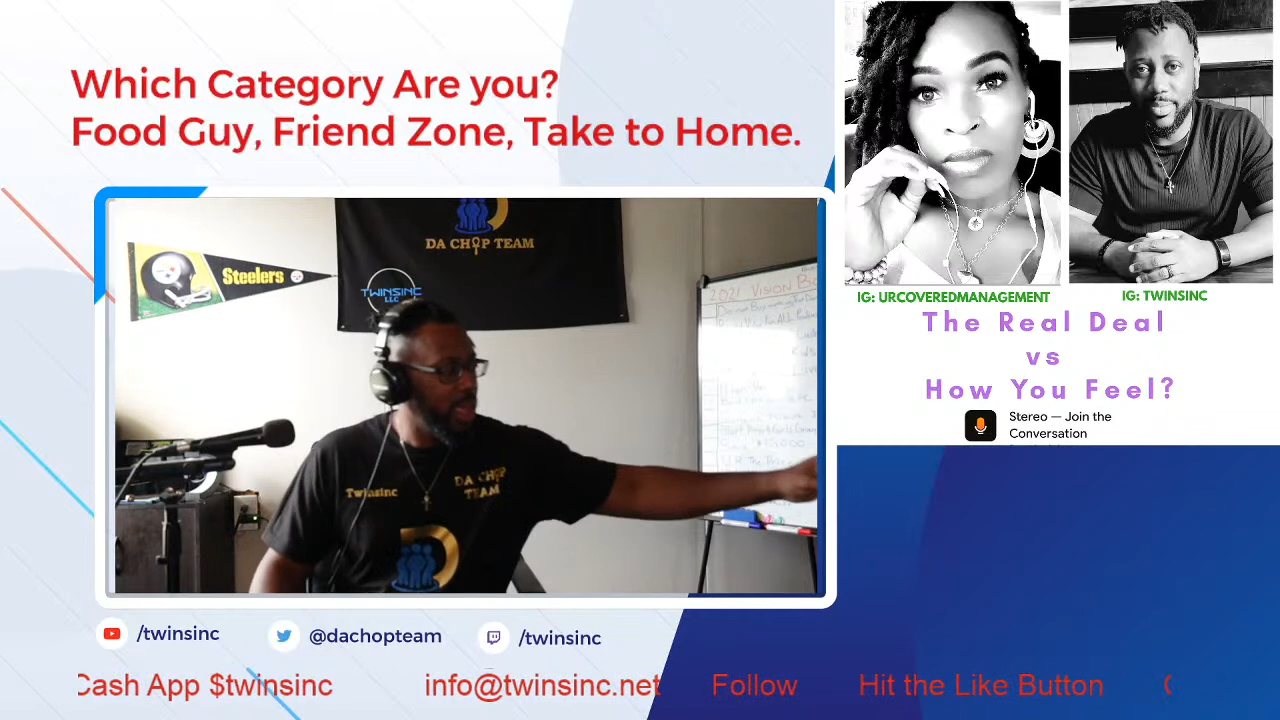 Which Category Are you?
Food Guy, Friend Zone, Take to Home.
DA CHOP TEAM
Steelers
TWINSINC
LLC
2021 VISION
Twinsinc
DA CHOP
TEAM
IG: URCOVEREDMANAGEMENT
IG: TWINSINC
The Real Deal
vs
How You Feel?
Stereo — Join the
Conversation
/twinsinc
@dachopteam
/twinsinc
Cash App $twinsinc
info@twinsinc.net
Follow
Hit the Like Button